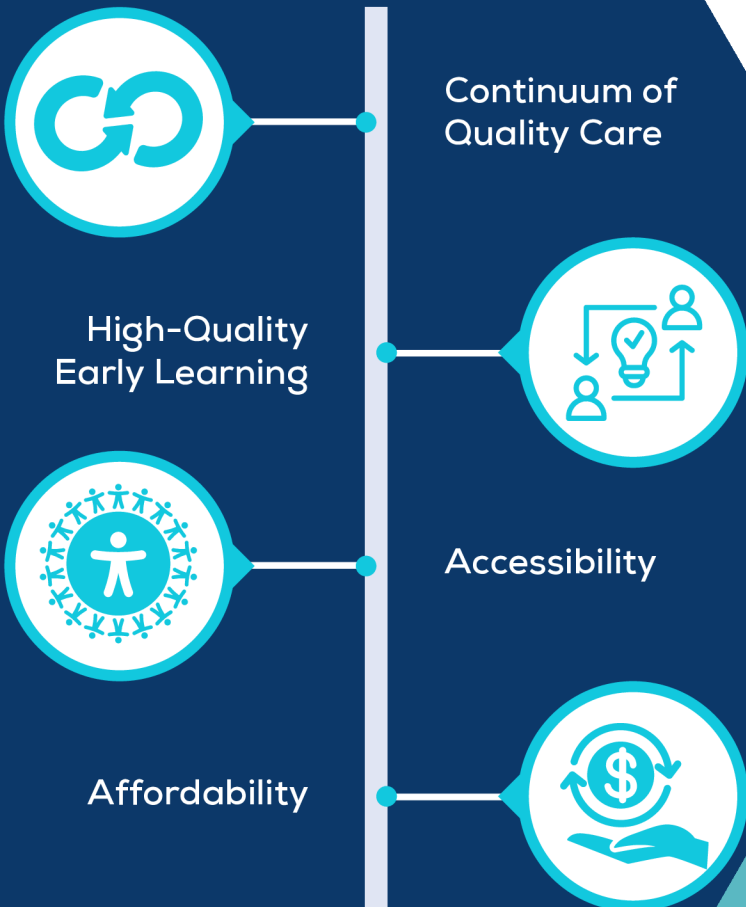 Continuum of
Quality Care
High-Quality
Early Learning
Accessibility
Affordability